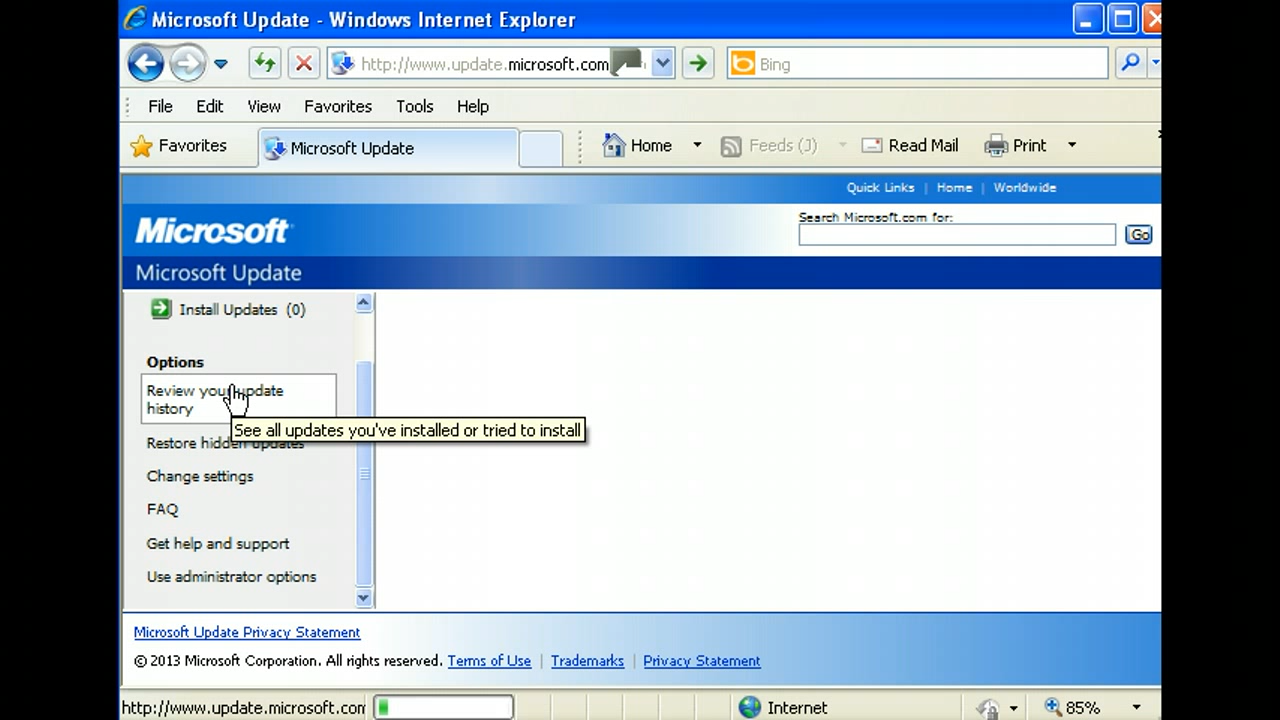 Microsoft Update - Windows Internet Explorer
http://www.update.microsoft.com
Bing
File Edit View Favorites Tools Help
Favorites Microsoft Update Home Feeds (J) Read Mail Print
Quick Links | Home | Worldwide
Microsoft
Search Microsoft.com for:
Go
Microsoft Update
Install Updates (0)
Options
Review your update
history
See all updates you've installed or tried to install
Restore hidden updates
Change settings
FAQ
Get help and support
Use administrator options
Microsoft Update Privacy Statement
© 2013 Microsoft Corporation. All rights reserved. Terms of Use | Trademarks | Privacy Statement
http://www.update.microsoft.com Internet 85%